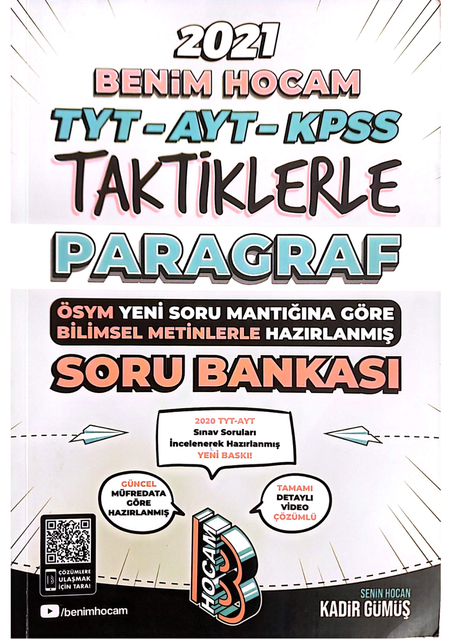 2021
BENİM HOCAM
TYT - AYT - KPSS
TAKTİKLERLE
PARAGRAF
ÖSYM YENİ SORU MANTIĞINA GÖRE
BİLİMSEL METİNLERLE HAZIRLANMIŞ
SORU BANKASI
2020 TYT-AYT
Sınav Soruları
İncelenerek Hazırlanmış
YENİ BASKI!
GÜNCEL
MÜFREDATA
GÖRE
HAZIRLANMIŞ
TAMAMI
DETAYLI
VİDEO
ÇÖZÜMLÜ
HOCAM
B
ÇÖZÜMLERE
ULAŞMAK
İÇİN TARA!
/benimhocam
SENİN HOCAN
KADİR GÜMÜŞ